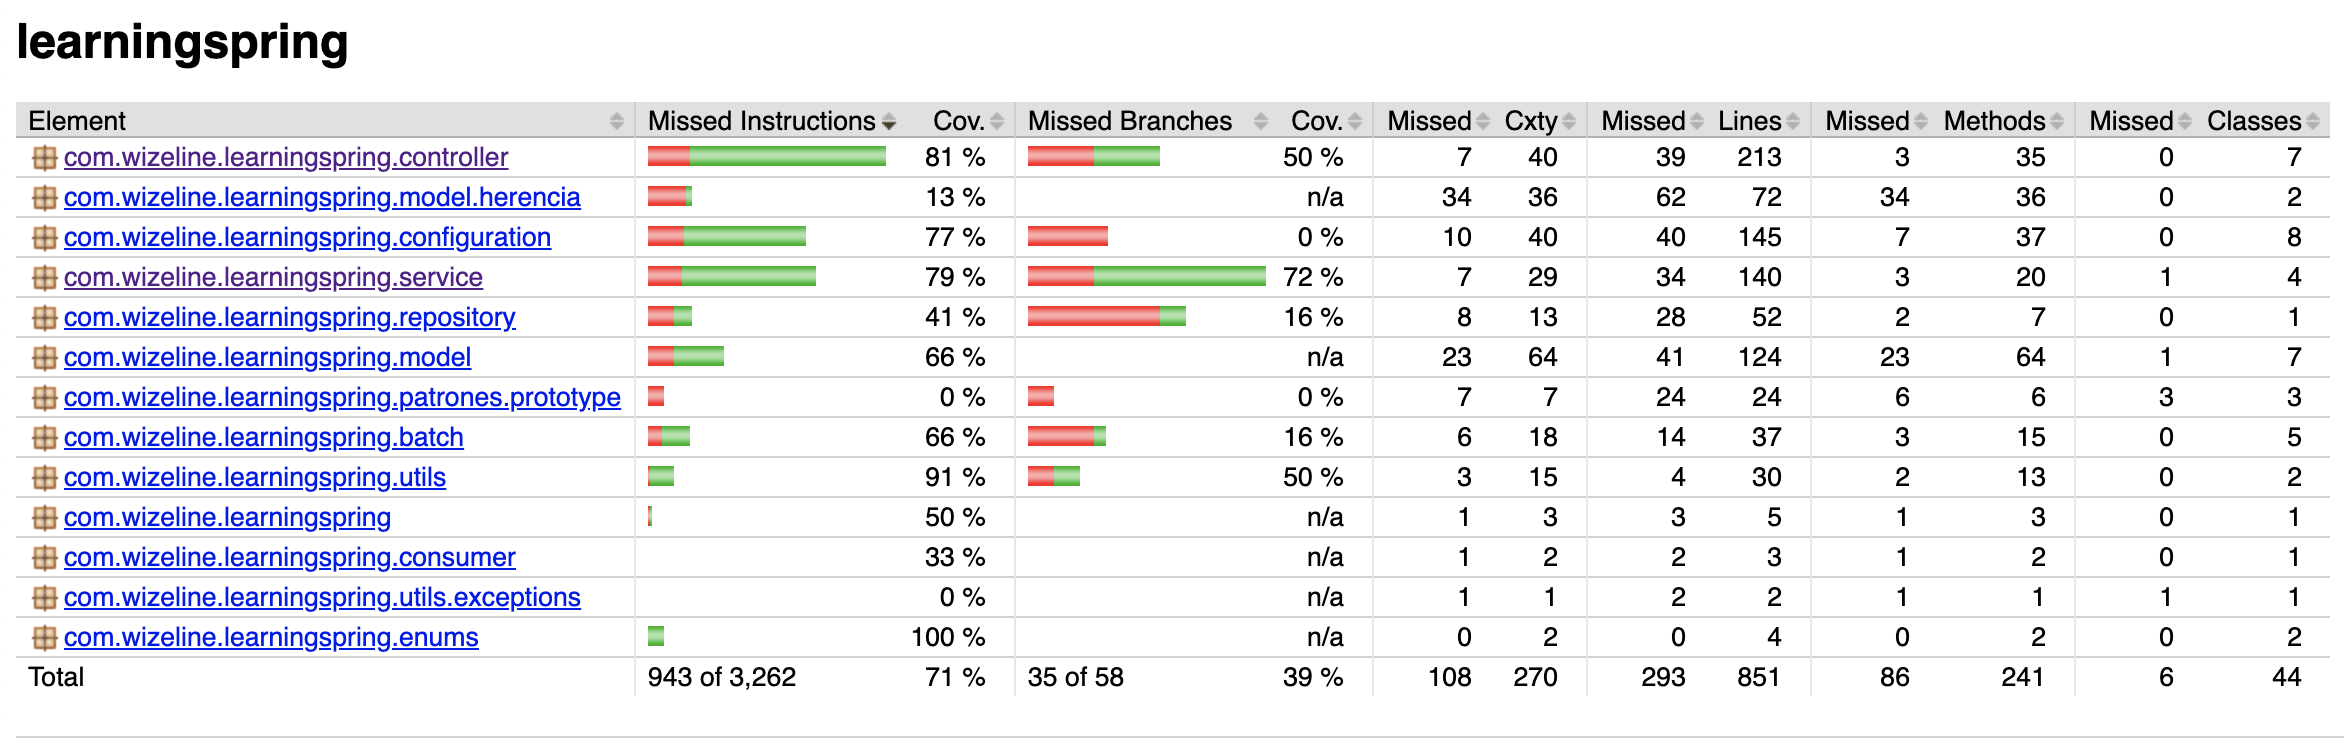 learningspring
Element Missed Instructions Cov. Missed Branches Cov. Missed Cxty Missed Lines Missed Methods Missed Classes
com.wizeline.learningspring.controller 81 % 50 % 7 40 39 213 3 35 0 7
com.wizeline.learningspring.model.herencia 13 % n/a 34 36 62 72 34 36 0 2
com.wizeline.learningspring.configuration 77 % 0 % 10 40 40 145 7 37 0 8
com.wizeline.learningspring.service 79 % 72 % 7 29 34 140 3 20 1 4
com.wizeline.learningspring.repository 41 % 16 % 8 13 28 52 2 7 0 1
com.wizeline.learningspring.model 66 % n/a 23 64 41 124 23 64 1 7
com.wizeline.learningspring.patrones.prototype 0 % 0 % 7 7 24 24 6 6 3 3
com.wizeline.learningspring.batch 66 % 16 % 6 18 14 37 3 15 0 5
com.wizeline.learningspring.utils 91 % 50 % 3 15 4 30 2 13 0 2
com.wizeline.learningspring 50 % n/a 1 3 3 5 1 3 0 1
com.wizeline.learningspring.consumer 33 % n/a 1 2 2 3 1 2 0 1
com.wizeline.learningspring.utils.exceptions 0 % n/a 1 1 2 2 1 1 1 1
com.wizeline.learningspring.enums 100 % n/a 0 2 0 4 0 2 0 2
Total 943 of 3,262 71 % 35 of 58 39 % 108 270 293 851 86 241 6 44